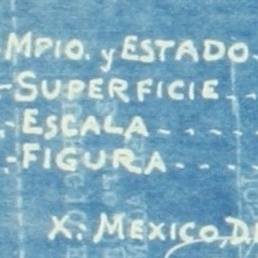 MPIO. y ESTADO
SUPERFICIE
ESCALA
FIGURA
X. MEXICO, D.